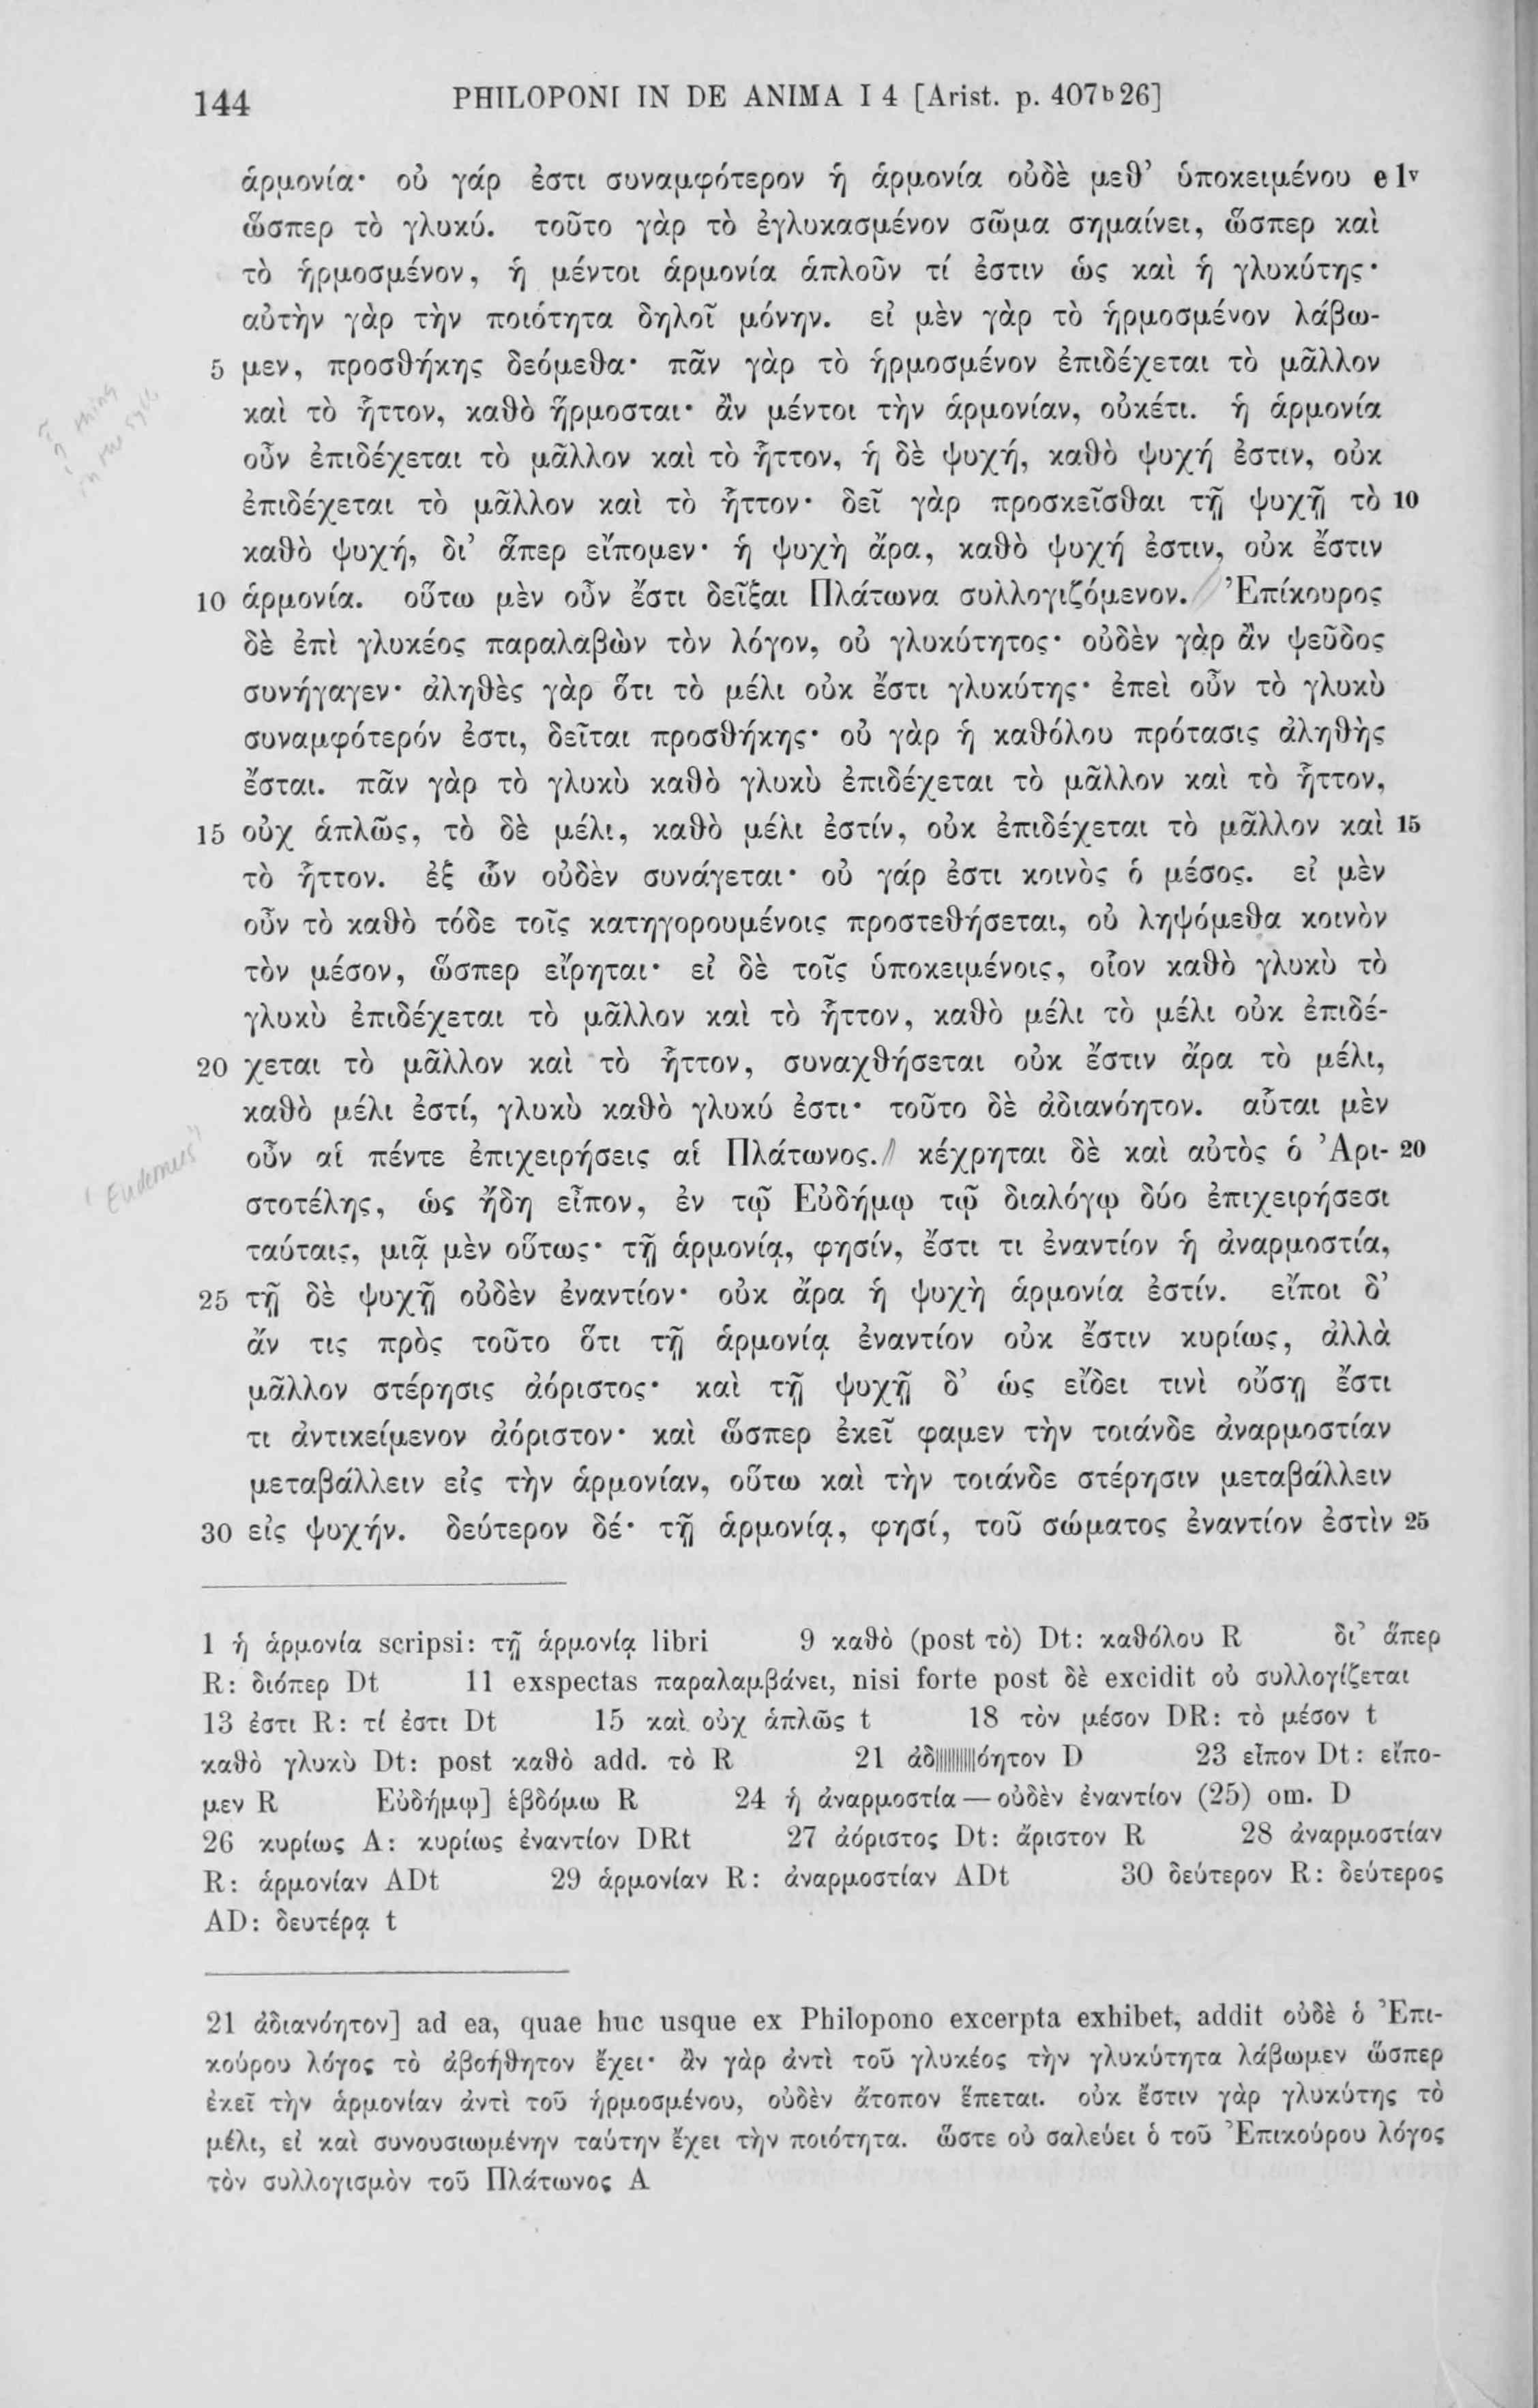 144 PHILOPONI IN DE ANIMA I 4 [Arist. p. 407b26]
ἁρμονία· οὐ γάρ ἐστι συναμφότερον ἡ ἁρμονία οὐδὲ μεθ’ ὑποκειμένου e 1v
ὥσπερ τὸ γλυκύ. τοῦτο γὰρ τὸ ἐγλυκασμένον σῶμα σημαίνει, ὥσπερ καὶ
τὸ ἡρμοσμένον, ἡ μέντοι ἁρμονία ἁπλοῦν τί ἐστιν ὡς καὶ ἡ γλυκύτης·
αὐτὴν γὰρ τὴν ποιότητα δηλοῖ μόνην. εἰ μὲν γὰρ τὸ ἡρμοσμένον λάβω-
5 μεν, προσθήκης δεόμεθα· πᾶν γὰρ τὸ ἡρμοσμένον ἐπιδέχεται τὸ μᾶλλον
καὶ τὸ ἧττον, καθὸ ἥρμοσται· ἂν μέντοι τὴν ἁρμονίαν, οὐκέτι. ἡ ἁρμονία
οὖν ἐπιδέχεται τὸ μᾶλλον καὶ τὸ ἧττον, ἡ δὲ ψυχή, καθὸ ψυχή ἐστιν, οὐκ
ἐπιδέχεται τὸ μᾶλλον καὶ τὸ ἧττον· δεῖ γὰρ προσκεῖσθαι τῇ ψυχῇ τὸ 10
καθὸ ψυχή, δι’ ἅπερ εἴπομεν· ἡ ψυχὴ ἄρα, καθὸ ψυχή ἐστιν, οὐκ ἔστιν
10 ἁρμονία. οὕτω μὲν οὖν ἔστι δεῖξαι Πλάτωνα συλλογιζόμενον. Ἐπίκουρος
δὲ ἐπὶ γλυκέος παραλαβὼν τὸν λόγον, οὐ γλυκύτητος· οὐδὲν γὰρ ἂν ψεῦδος
συνήγαγεν· ἀληθὲς γὰρ ὅτι τὸ μέλι οὐκ ἔστι γλυκύτης· ἐπεὶ οὖν τὸ γλυκὺ
συναμφότερόν ἐστι, δεῖται προσθήκης· οὐ γὰρ ἡ καθόλου πρότασις ἀληθὴς
ἔσται. πᾶν γὰρ τὸ γλυκὺ καθὸ γλυκὺ ἐπιδέχεται τὸ μᾶλλον καὶ τὸ ἧττον,
15 οὐχ ἁπλῶς, τὸ δὲ μέλι, καθὸ μέλι ἐστίν, οὐκ ἐπιδέχεται τὸ μᾶλλον καὶ 15
τὸ ἧττον. ἐξ ὧν οὐδὲν συνάγεται· οὐ γάρ ἐστι κοινὸς ὁ μέσος. εἰ μὲν
οὖν τὸ καθὸ τόδε τοῖς κατηγορουμένοις προστεθήσεται, οὐ ληψόμεθα κοινὸν
τὸν μέσον, ὥσπερ εἴρηται· εἰ δὲ τοῖς ὑποκειμένοις, οἷον καθὸ γλυκὺ τὸ
γλυκὺ ἐπιδέχεται τὸ μᾶλλον καὶ τὸ ἧττον, καθὸ μέλι τὸ μέλι οὐκ ἐπιδέ-
20 χεται τὸ μᾶλλον καὶ τὸ ἧττον, συναχθήσεται οὐκ ἔστιν ἄρα τὸ μέλι,
καθὸ μέλι ἐστί, γλυκὺ καθὸ γλυκύ ἐστι· τοῦτο δὲ ἀδιανόητον. αὗται μὲν
"Eudemus"
οὖν αἱ πέντε ἐπιχειρήσεις αἱ Πλάτωνος. κέχρηται δὲ καὶ αὐτὸς ὁ Ἀρι- 20
στοτέλης, ὡς ἤδη εἶπον, ἐν τῷ Εὐδήμῳ τῷ διαλόγῳ δύο ἐπιχειρήσεσι
ταύταις, μιᾷ μὲν οὕτως· τῇ ἁρμονίᾳ, φησίν, ἔστι τι ἐναντίον ἡ ἀναρμοστία,
25 τῇ δὲ ψυχῇ οὐδὲν ἐναντίον· οὐκ ἄρα ἡ ψυχὴ ἁρμονία ἐστίν. εἴποι δ’
ἄν τις πρὸς τοῦτο ὅτι τῇ ἁρμονίᾳ ἐναντίον οὐκ ἔστιν κυρίως, ἀλλὰ
μᾶλλον στέρησις ἀόριστος· καὶ τῇ ψυχῇ δ’ ὡς εἴδει τινὶ οὔσῃ ἔστι
τι ἀντικείμενον ἀόριστον· καὶ ὥσπερ ἐκεῖ φαμεν τὴν τοιάνδε ἀναρμοστίαν
μεταβάλλειν εἰς τὴν ἁρμονίαν, οὕτω καὶ τὴν τοιάνδε στέρησιν μεταβάλλειν
30 εἰς ψυχήν. δεύτερον δέ· τῇ ἁρμονίᾳ, φησί, τοῦ σώματος ἐναντίον ἐστὶν 25
1 ἡ ἁρμονία scripsi: τῇ ἁρμονίᾳ libri 9 καθὸ (post τὸ) Dt: καθόλου R δι’ ἅπερ
R: διόπερ Dt 11 exspectas παραλαμβάνει, nisi forte post δὲ excidit οὐ συλλογίζεται
13 ἐστι R: τί ἐστι Dt 15 καὶ οὐχ ἁπλῶς t 18 τὸν μέσον DR: τὸ μέσον t
καθὸ γλυκὺ Dt: post καθὸ add. τὸ R 21 ἀδ||||||||||όητον D 23 εἶπον Dt: εἴπο-
μεν R Εὐδήμῳ] ἑβδόμω R 24 ἡ ἀναρμοστία — οὐδὲν ἐναντίον (25) om. D
26 κυρίως A: κυρίως ἐναντίον DRt 27 ἀόριστος Dt: ἄριστον R 28 ἀναρμοστίαν
R: ἁρμονίαν ADt 29 ἁρμονίαν R: ἀναρμοστίαν ADt 30 δεύτερον R: δεύτερος
AD: δευτέρᾳ t
21 ἀδιανόητον] ad ea, quae huc usque ex Philopono excerpta exhibet, addit οὐδὲ ὁ Ἐπι-
κούρου λόγος τὸ ἀβοήθητον ἔχει· ἂν γὰρ ἀντὶ τοῦ γλυκέος τὴν γλυκύτητα λάβωμεν ὥσπερ
ἐκεῖ τὴν ἁρμονίαν ἀντὶ τοῦ ἡρμοσμένου, οὐδὲν ἄτοπον ἕπεται. οὐκ ἔστιν γὰρ γλυκύτης τὸ
μέλι, εἰ καὶ συνουσιωμένην ταύτην ἔχει τὴν ποιότητα. ὥστε οὐ σαλεύει ὁ τοῦ Ἐπικούρου λόγος
τὸν συλλογισμὸν τοῦ Πλάτωνος A